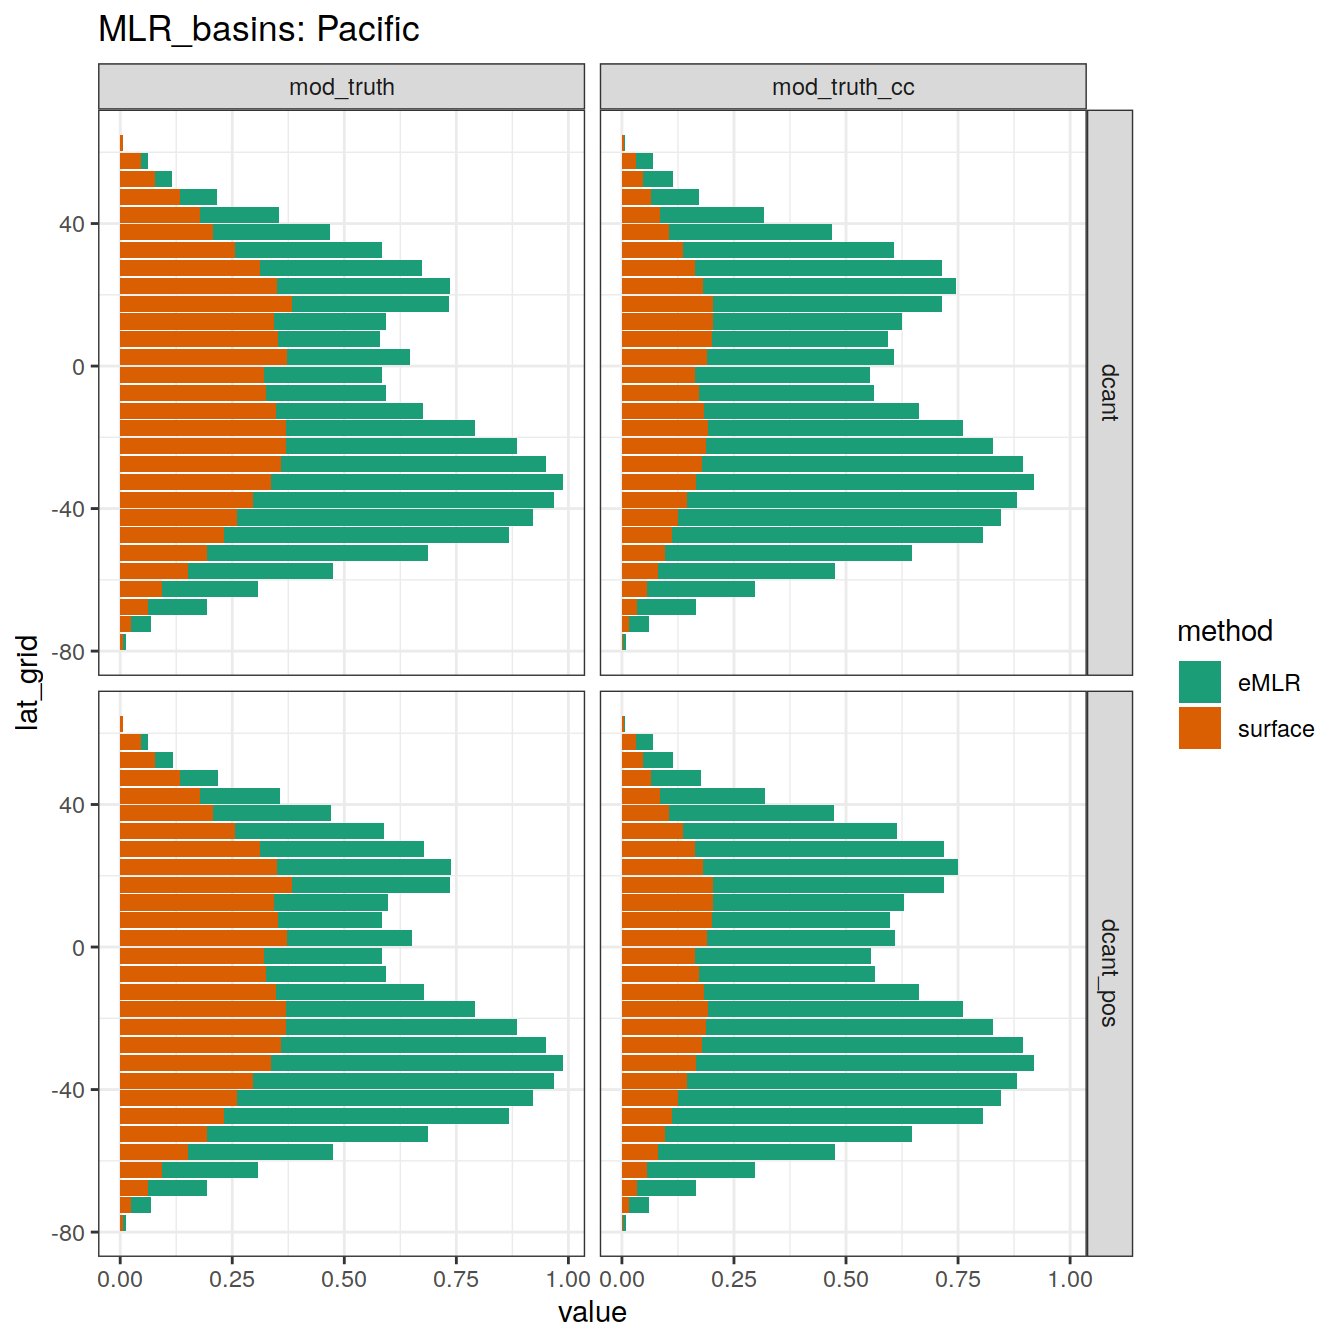 MLR_basins: Pacific
mod_truth
mod_truth_cc
40
0
-40
-80
dcant
40
0
-40
-80
dcant_pos
lat_grid
0.00 0.25 0.50 0.75 1.00
0.00 0.25 0.50 0.75 1.00
value
method
eMLR
surface